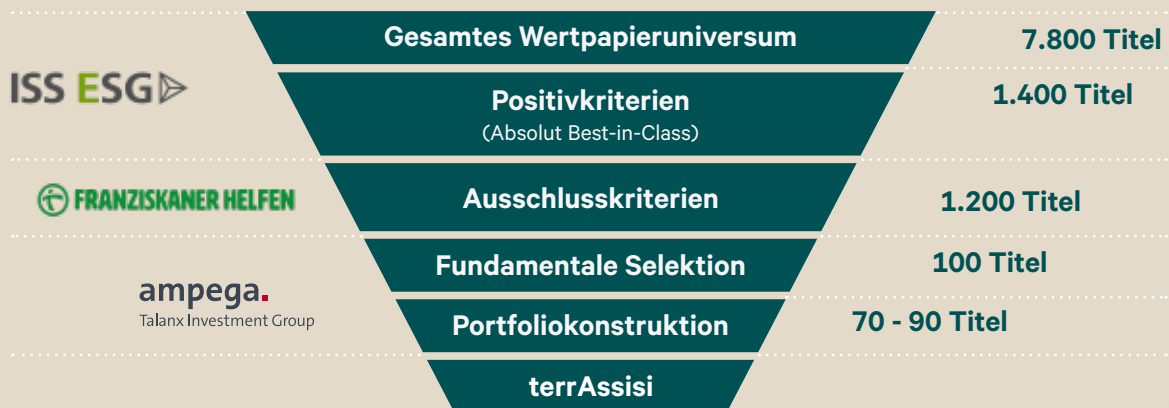 Gesamtes Wertpapieruniversum
7.800 Titel
ISS ESG
Positivkriterien
(Absolut Best-in-Class)
1.400 Titel
FRANZISKANER HELFEN
Ausschlusskriterien
1.200 Titel
Fundamentale Selektion
100 Titel
ampega.
Talanx Investment Group
Portfoliokonstruktion
70 - 90 Titel
terrAssisi